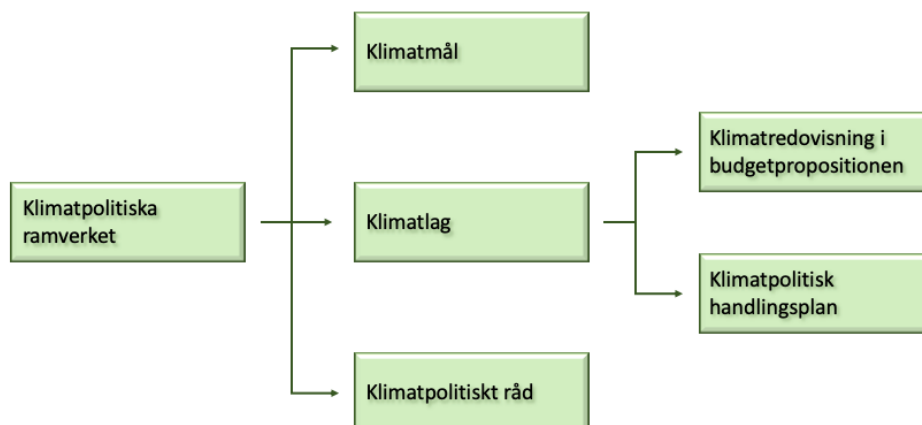 Klimatmål
Klimatredovisning i
budgetpropositionen
Klimatpolitiska
ramverket
Klimatlag
Klimatpolitisk
handlingsplan
Klimatpolitiskt råd